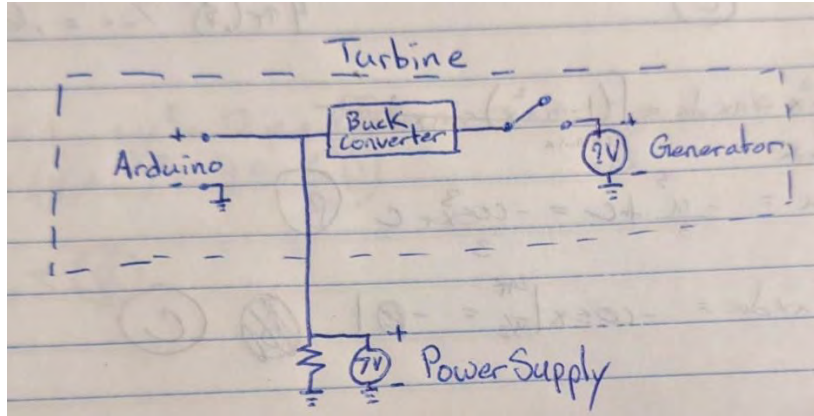 Turbine
Buck
Converter
+
Arduino
-
+
?V
Generator
-
+
7V
Power Supply
-